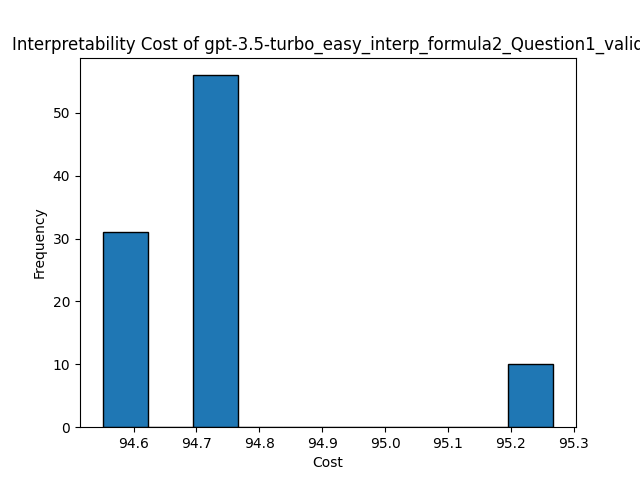 Interpretability Cost of gpt-3.5-turbo_easy_interp_formula2_Question1_valid
50
40
30
20
10
0
Frequency
94.6 94.7 94.8 94.9 95.0 95.1 95.2 95.3
Cost